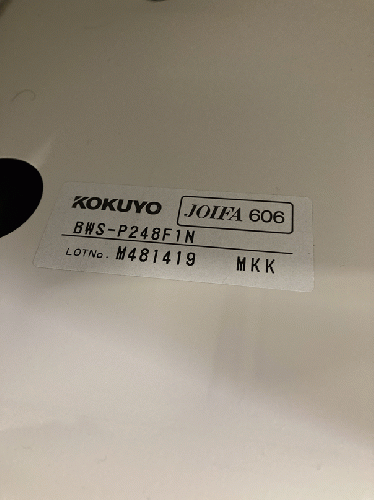 KOKUYO JOIFA 606
BWS-P248F1N
LOTNo. M481419 MKK